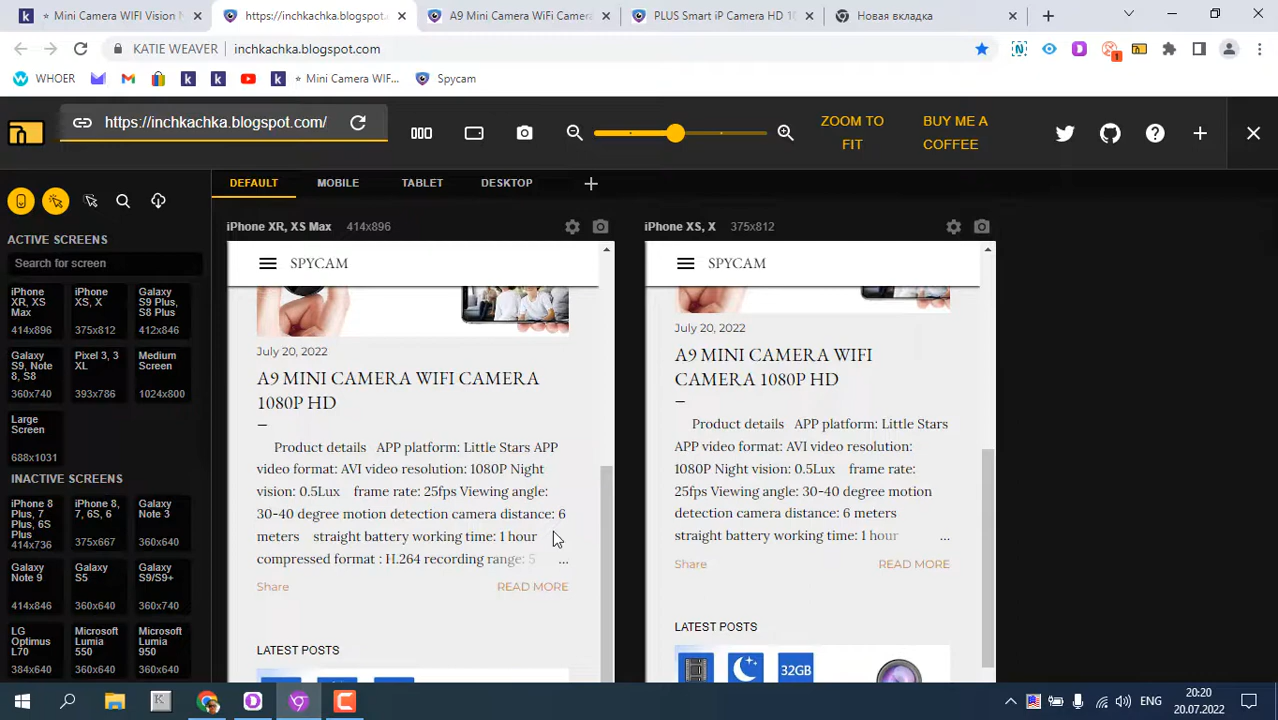 Mini Camera WIFI Vision N
https://inchkachka.blogspot.
A9 Mini Camera WiFi Camera
PLUS Smart iP Camera HD 10
Новая вкладка
KATIE WEAVER
inchkachka.blogspot.com
1
WHOER
Mini Camera WIF...
Spycam
https://inchkachka.blogspot.com/
ZOOM TO
FIT
BUY ME A
COFFEE
DEFAULT
MOBILE
TABLET
DESKTOP
ACTIVE SCREENS
Search for screen
iPhone
XR, XS
Max
414x896
iPhone
XS, X
375x812
Galaxy
S9 Plus,
S8 Plus
412x846
Galaxy
S9, Note
8, S8
360x740
Pixel 3, 3
XL
393x786
Medium
Screen
1024x800
Large
Screen
688x1031
INACTIVE SCREENS
iPhone 8,
7, 6S, 6
Plus, 7
Plus, 6S
Plus
414x736
iPhone 8,
7, 6S, 6
375x667
Galaxy
Note 3
360x640
Galaxy
Note 9
414x846
Galaxy
S5
360x640
Galaxy
S9/S9+
360x740
LG
Optimus
L70
384x640
Microsoft
Lumia
550
360x640
Microsoft
Lumia
950
360x640
iPhone XR, XS Max 414x896
SPYCAM
July 20, 2022
A9 MINI CAMERA WIFI CAMERA
1080P HD
Product details APP platform: Little Stars APP
video format: AVI video resolution: 1080P Night
vision: 0.5Lux frame rate: 25fps Viewing angle:
30-40 degree motion detection camera distance: 6
meters straight battery working time: 1 hour
compressed format : H.264 recording range: 5 ...
Share
READ MORE
LATEST POSTS
iPhone XS, X 375x812
SPYCAM
July 20, 2022
A9 MINI CAMERA WIFI
CAMERA 1080P HD
Product details APP platform: Little Stars
APP video format: AVI video resolution:
1080P Night vision: 0.5Lux frame rate:
25fps Viewing angle: 30-40 degree motion
detection camera distance: 6 meters
straight battery working time: 1 hour ...
Share
READ MORE
LATEST POSTS
32GB
ENG
20:20
20.07.2022